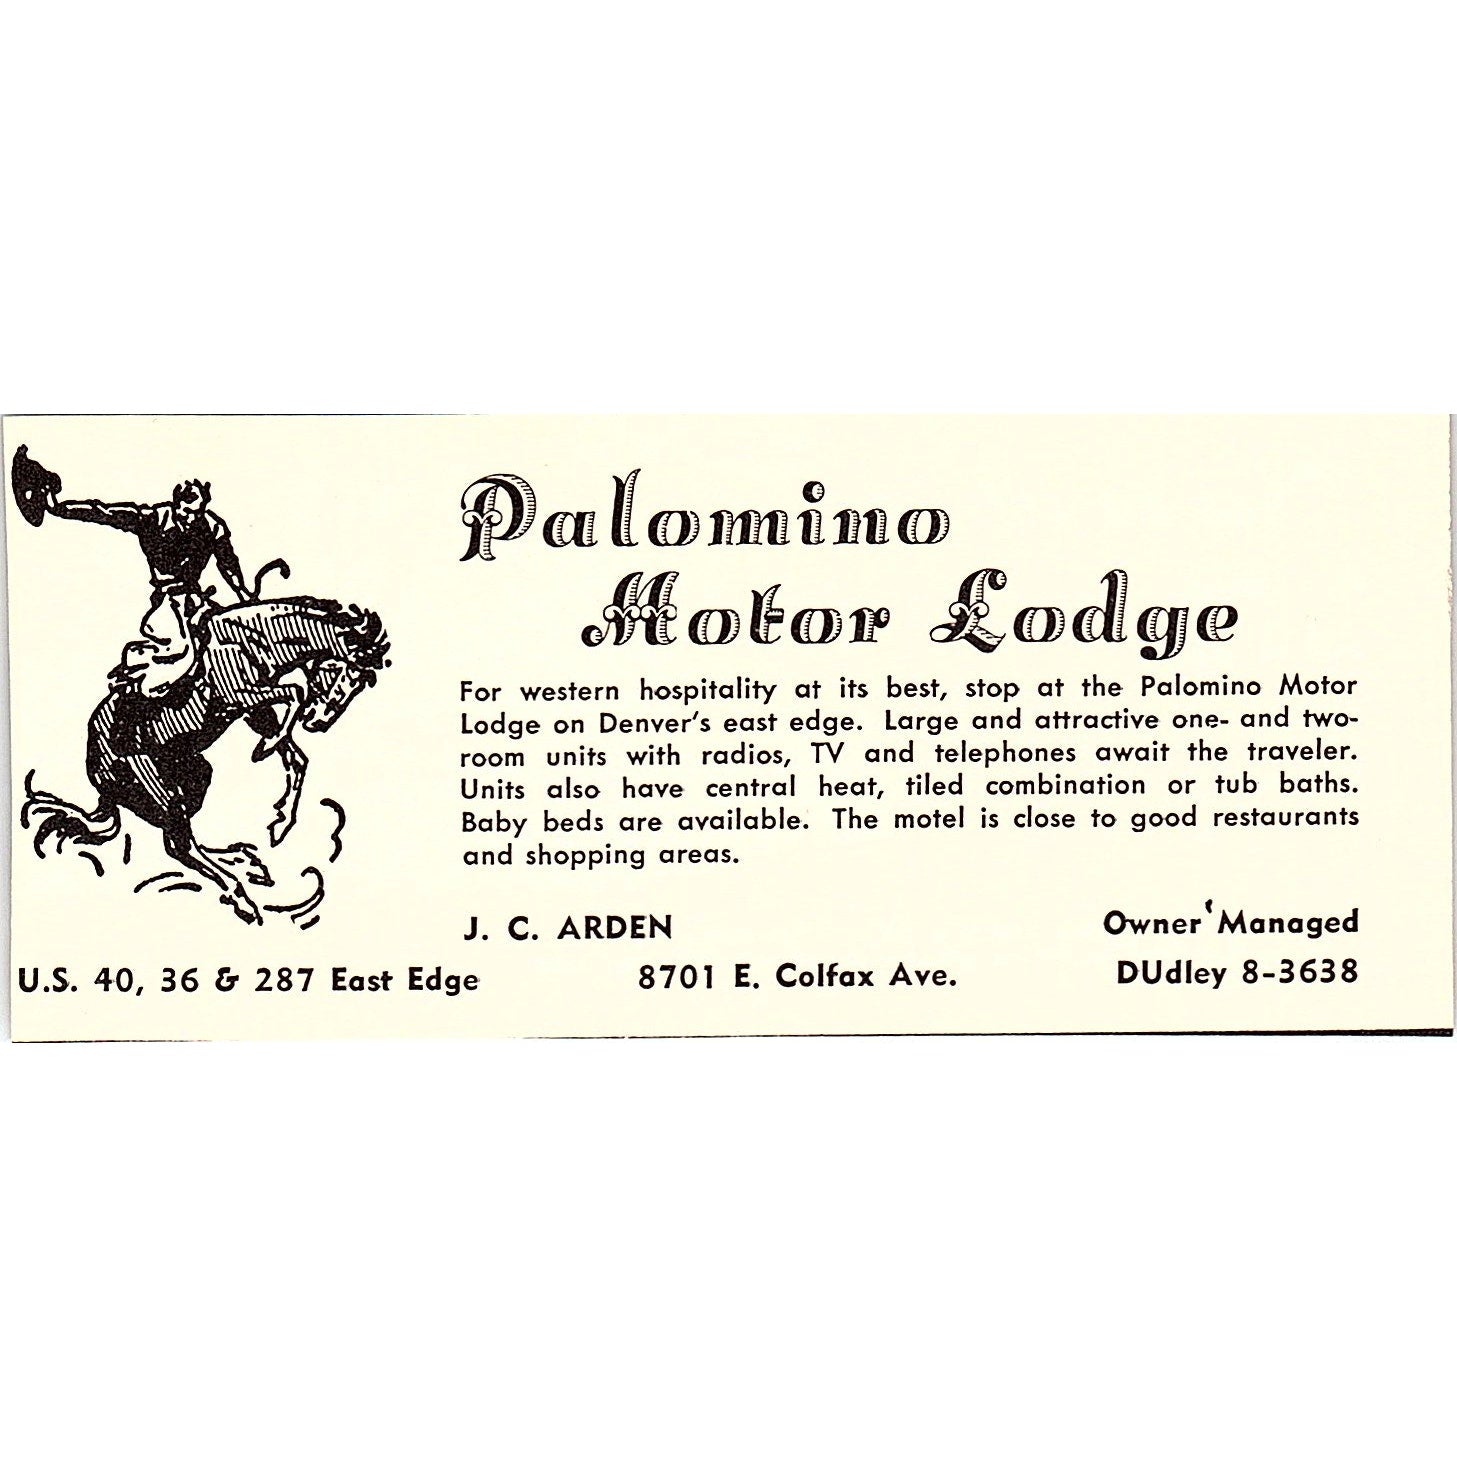 Palomino
Motor Lodge
For western hospitality at its best, stop at the Palomino Motor
Lodge on Denver's east edge. Large and attractive one- and two-
room units with radios, TV and telephones await the traveler.
Units also have central heat, tiled combination or tub baths.
Baby beds are available. The motel is close to good restaurants
and shopping areas.
J. C. ARDEN Owner Managed
U.S. 40, 36 & 287 East Edge 8701 E. Colfax Ave. DUdley 8-3638